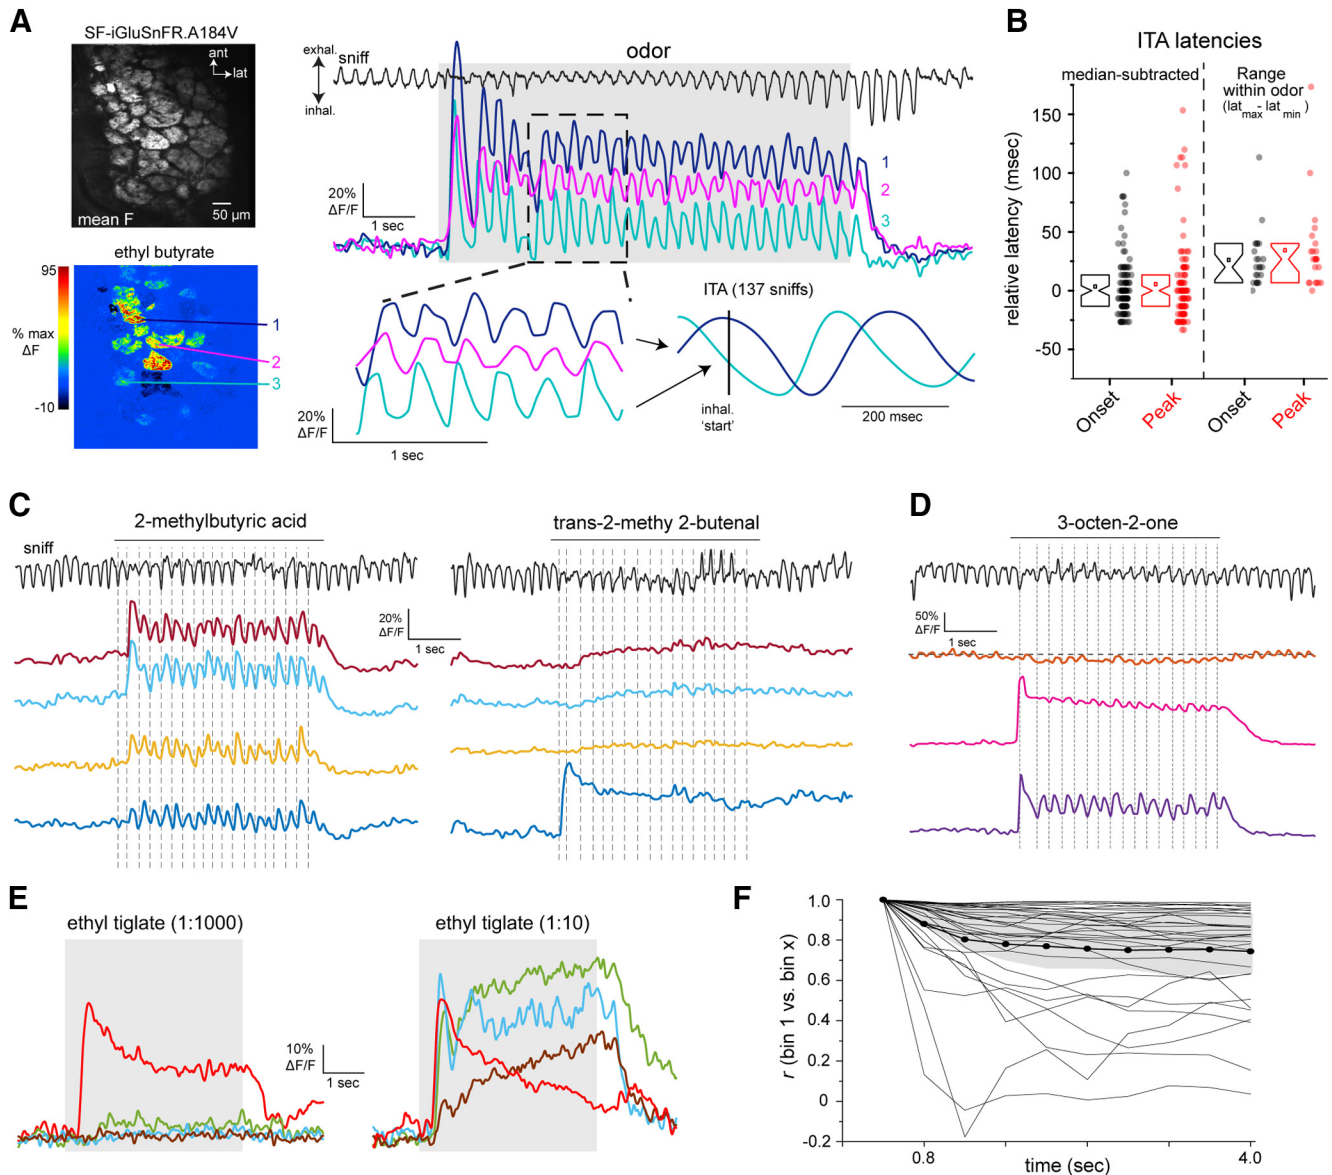 A
SF-iGluSnFR.A184V
ant
lat
mean F
50 µm
ethyl butyrate
95
% max
ΔF
-10
1
2
3
exhal.
inhal.
sniff
odor
1
2
3
20%
ΔF/F
1 sec
ITA (137 sniffs)
inhal.
'start'
200 msec
20%
ΔF/F
1 sec
B
ITA latencies
median-subtracted
Range
within odor
(lat max - lat min)
relative latency (msec)
150
100
50
0
-50
Onset
Peak
Onset
Peak
C
2-methylbutyric acid
trans-2-methy 2-butenal
sniff
20%
ΔF/F
1 sec
D
3-octen-2-one
50%
ΔF/F
1 sec
E
ethyl tiglate (1:1000)
ethyl tiglate (1:10)
10%
ΔF/F
1 sec
F
r (bin 1 vs. bin x)
1.0
0.8
0.6
0.4
0.2
0
-0.2
0.8
4.0
time (sec)